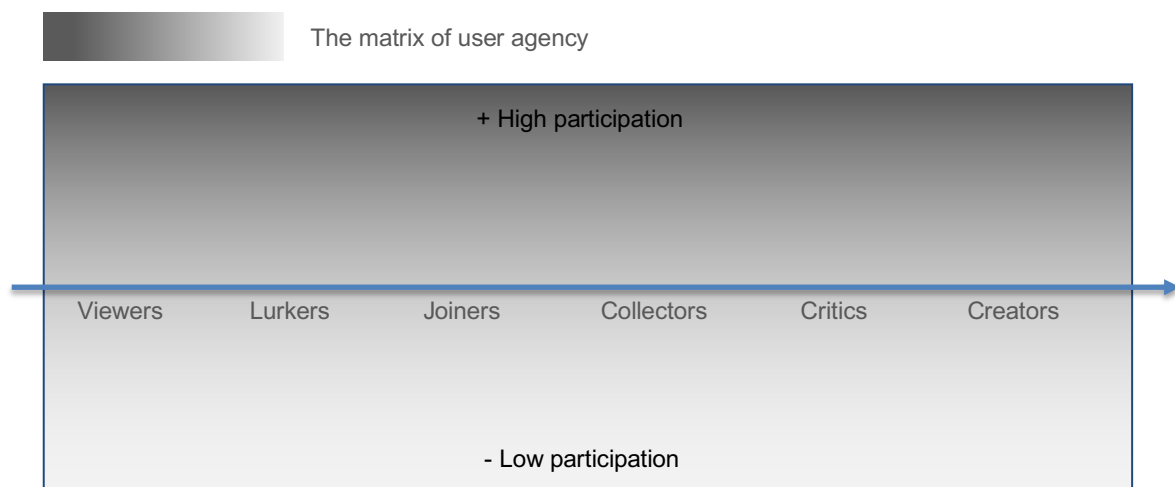 The matrix of user agency
+ High participation
Viewers Lurkers Joiners Collectors Critics Creators
- Low participation